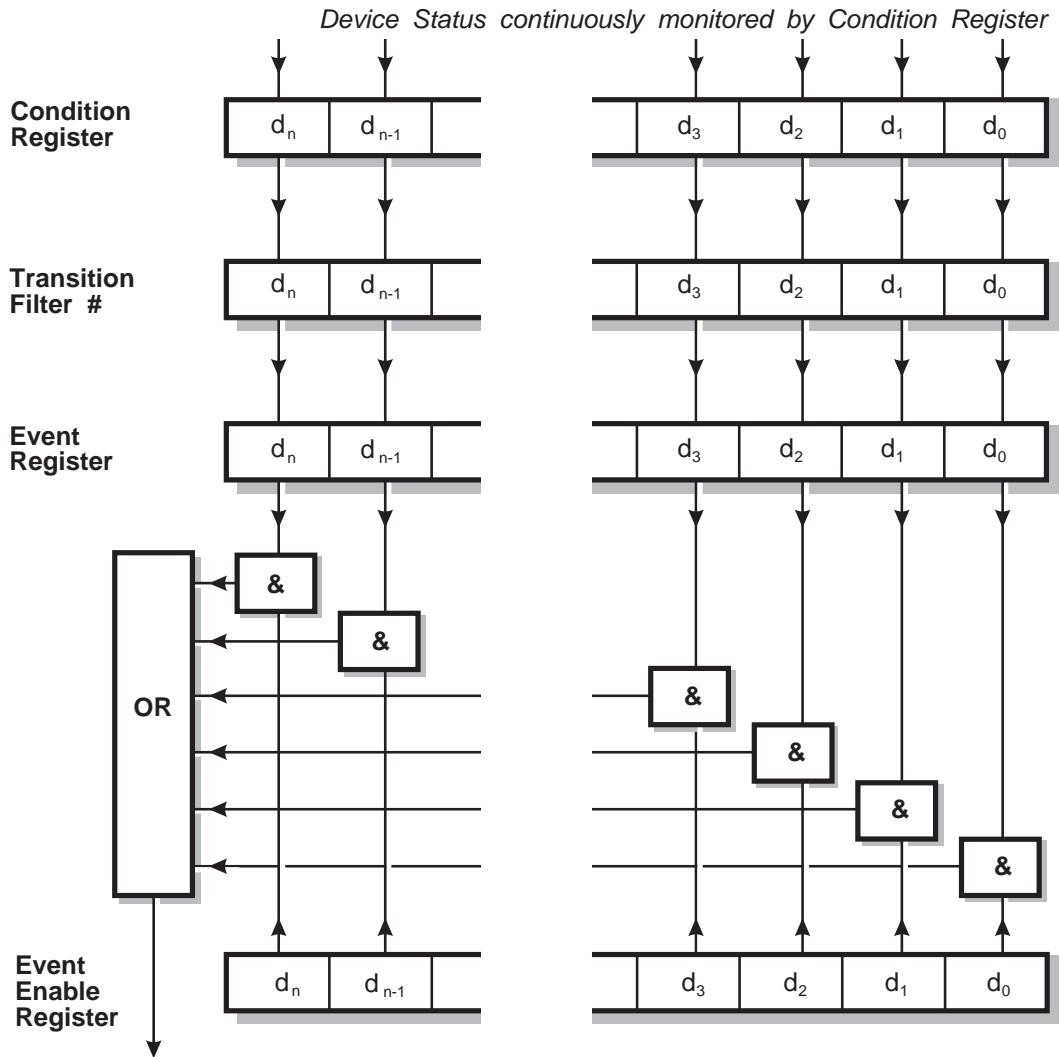 Device Status continuously monitored by Condition Register
Condition
Register
dn dn-1 d3 d2 d1 d0
Transition
Filter #
dn dn-1 d3 d2 d1 d0
Event
Register
dn dn-1 d3 d2 d1 d0
&
&
OR
&
&
&
&
Event
Enable
Register
dn dn-1 d3 d2 d1 d0